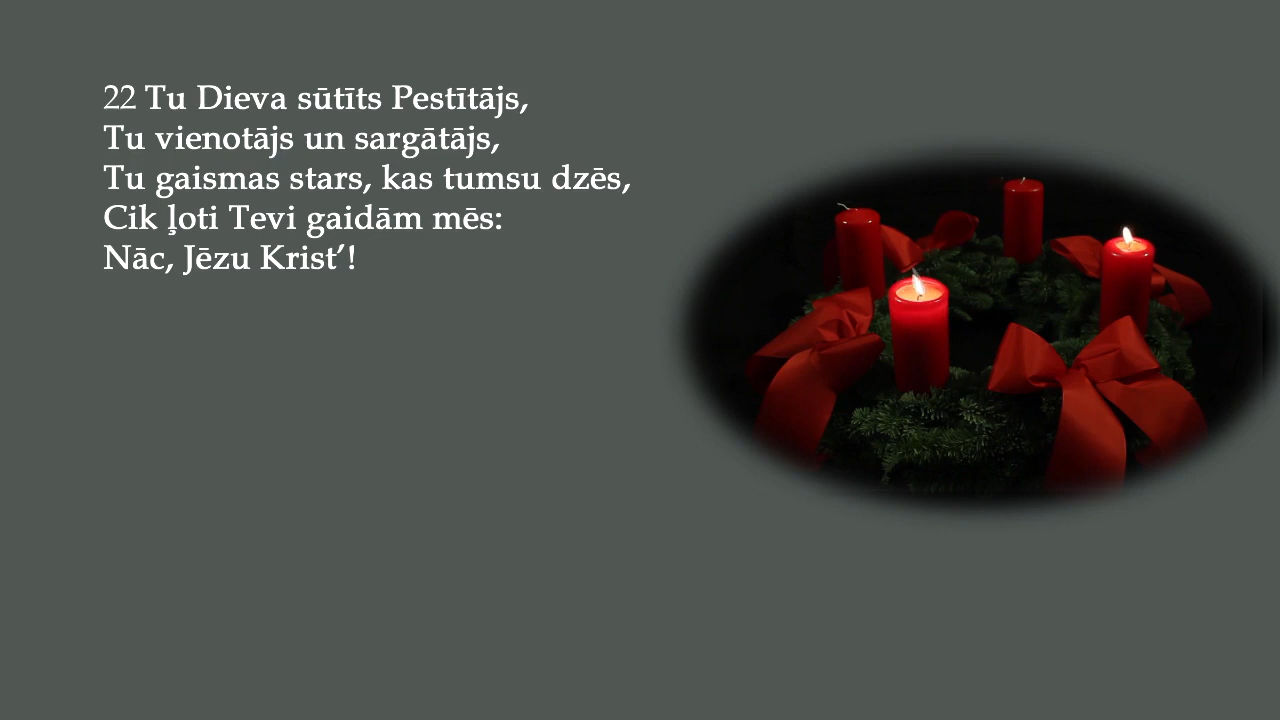 22 Tu Dieva sūtīts Pestītājs,
Tu vienotājs un sargātājs,
Tu gaismas stars, kas tumsu dzēs,
Cik ļoti Tevi gaidām mēs:
Nāc, Jēzu Krist’!